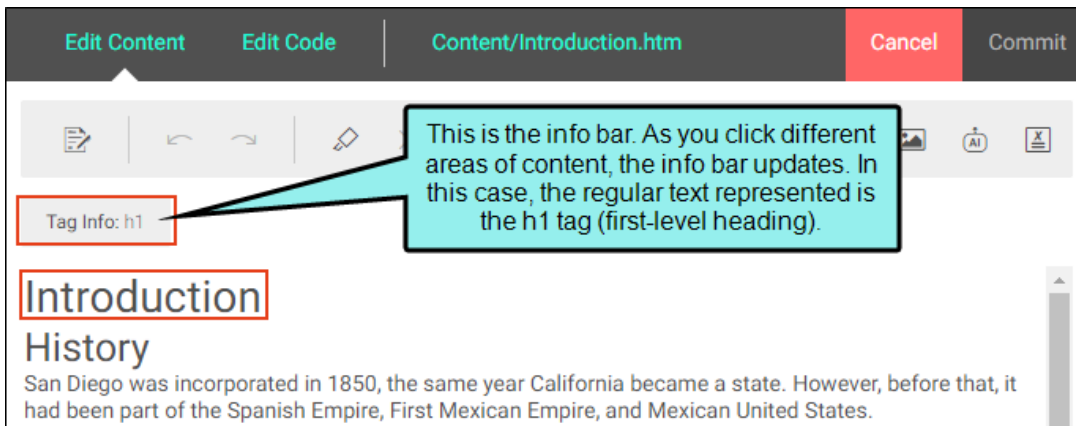 Edit Content Edit Code Content/Introduction.htm Cancel Commit
This is the info bar. As you click different
areas of content, the info bar updates. In
this case, the regular text represented is
the h1 tag (first-level heading).
AI
X
Tag Info: h1
Introduction
History
San Diego was incorporated in 1850, the same year California became a state. However, before that, it
had been part of the Spanish Empire, First Mexican Empire, and Mexican United States.